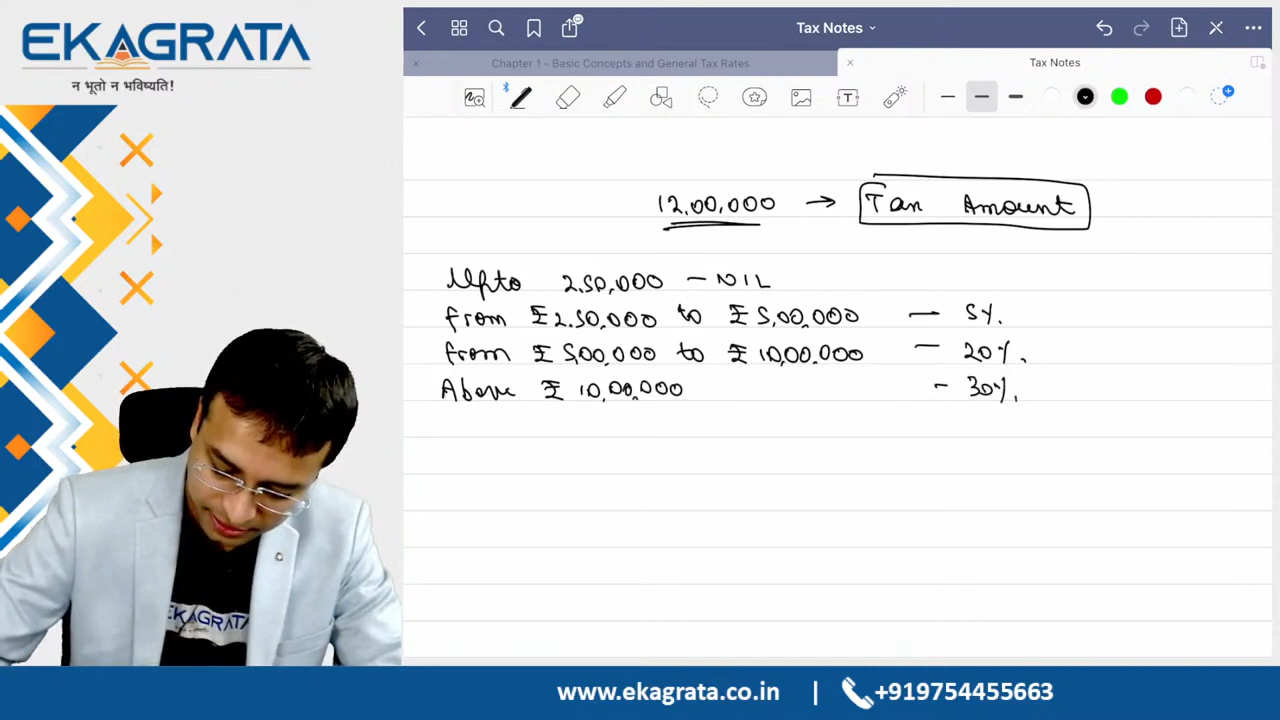 EKAGRATA
न भूतो न भविष्यति!
Tax Notes
Chapter 1 - Basic Concepts and General Tax Rates
Tax Notes
12,00,000 → Tax Amount
Upto 2,50,000 – NIL
from ₹ 2,50,000 to ₹ 5,00,000 – 5%.
from ₹ 5,00,000 to ₹ 10,00,000 – 20%.
Above ₹ 10,00,000 – 30%.
EKAGRATA
www.ekagrata.co.in | +919754455663